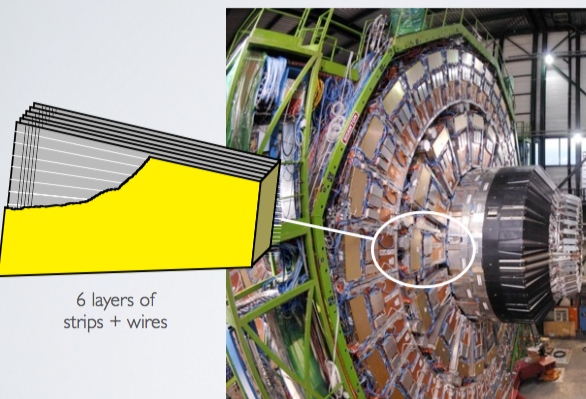 6 layers of
strips + wires